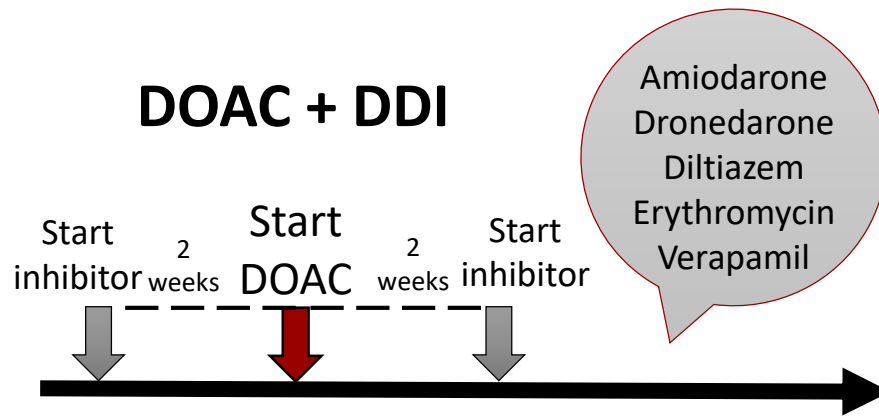 DOAC + DDI
Amiodarone
Dronedarone
Diltiazem
Erythromycin
Verapamil
Start
inhibitor
2
weeks
Start
DOAC
2
weeks
Start
inhibitor